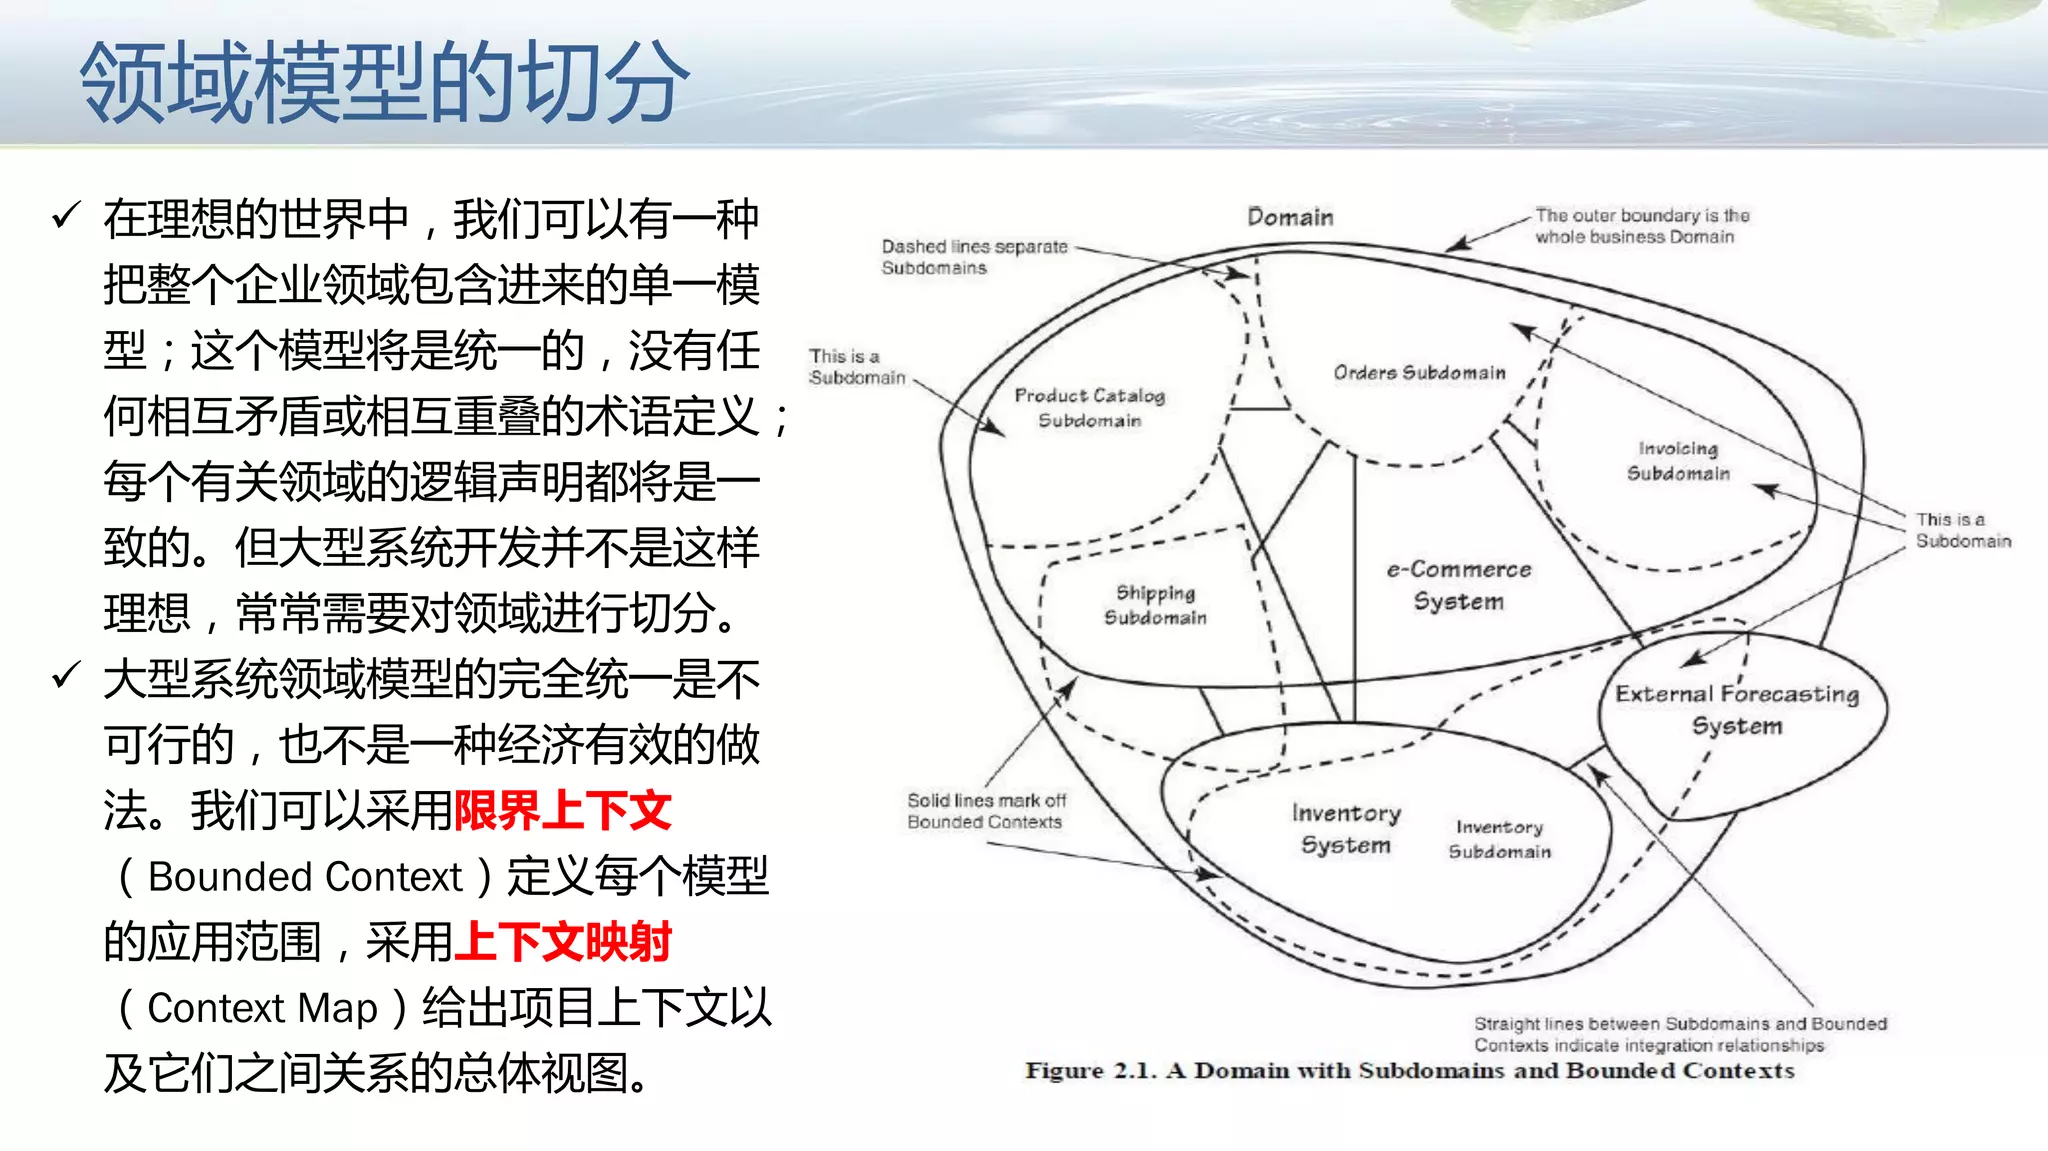 领域模型的切分
✓ 在理想的世界中，我们可以有一种
把整个企业领域包含进来的单一模
型；这个模型将是统一的，没有任
何相互矛盾或相互重叠的术语定义；
每个有关领域的逻辑声明都将是一
致的。但大型系统开发并不是这样
理想，常常需要对领域进行切分。
✓ 大型系统领域模型的完全统一是不
可行的，也不是一种经济有效的做
法。我们可以采用限界上下文
（Bounded Context）定义每个模型
的应用范围，采用上下文映射
（Context Map）给出项目上下文以
及它们之间关系的总体视图。
Domain
The outer boundary is the
whole business Domain
Dashed lines separate
Subdomains
This is a
Subdomain
Product Catalog
Subdomain
Orders Subdomain
Invoicing
Subdomain
This is a
Subdomain
e-Commerce
System
Shipping
Subdomain
External Forecasting
System
Solid lines mark off
Bounded Contexts
Inventory
System
Inventory
Subdomain
Straight lines between Subdomains and Bounded
Contexts indicate integration relationships
Figure 2.1. A Domain with Subdomains and Bounded Contexts